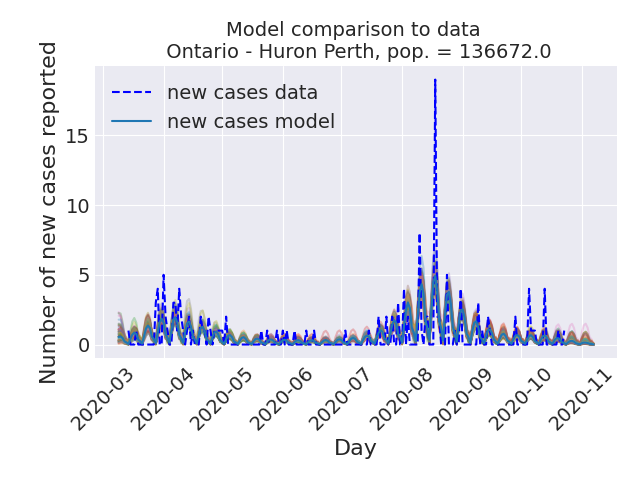 Model comparison to data
Ontario - Huron Perth, pop. = 136672.0
Number of new cases reported
15
10
5
0
new cases data
new cases model
2020-03
2020-04
2020-05
2020-06
2020-07
2020-08
2020-09
2020-10
2020-11
Day